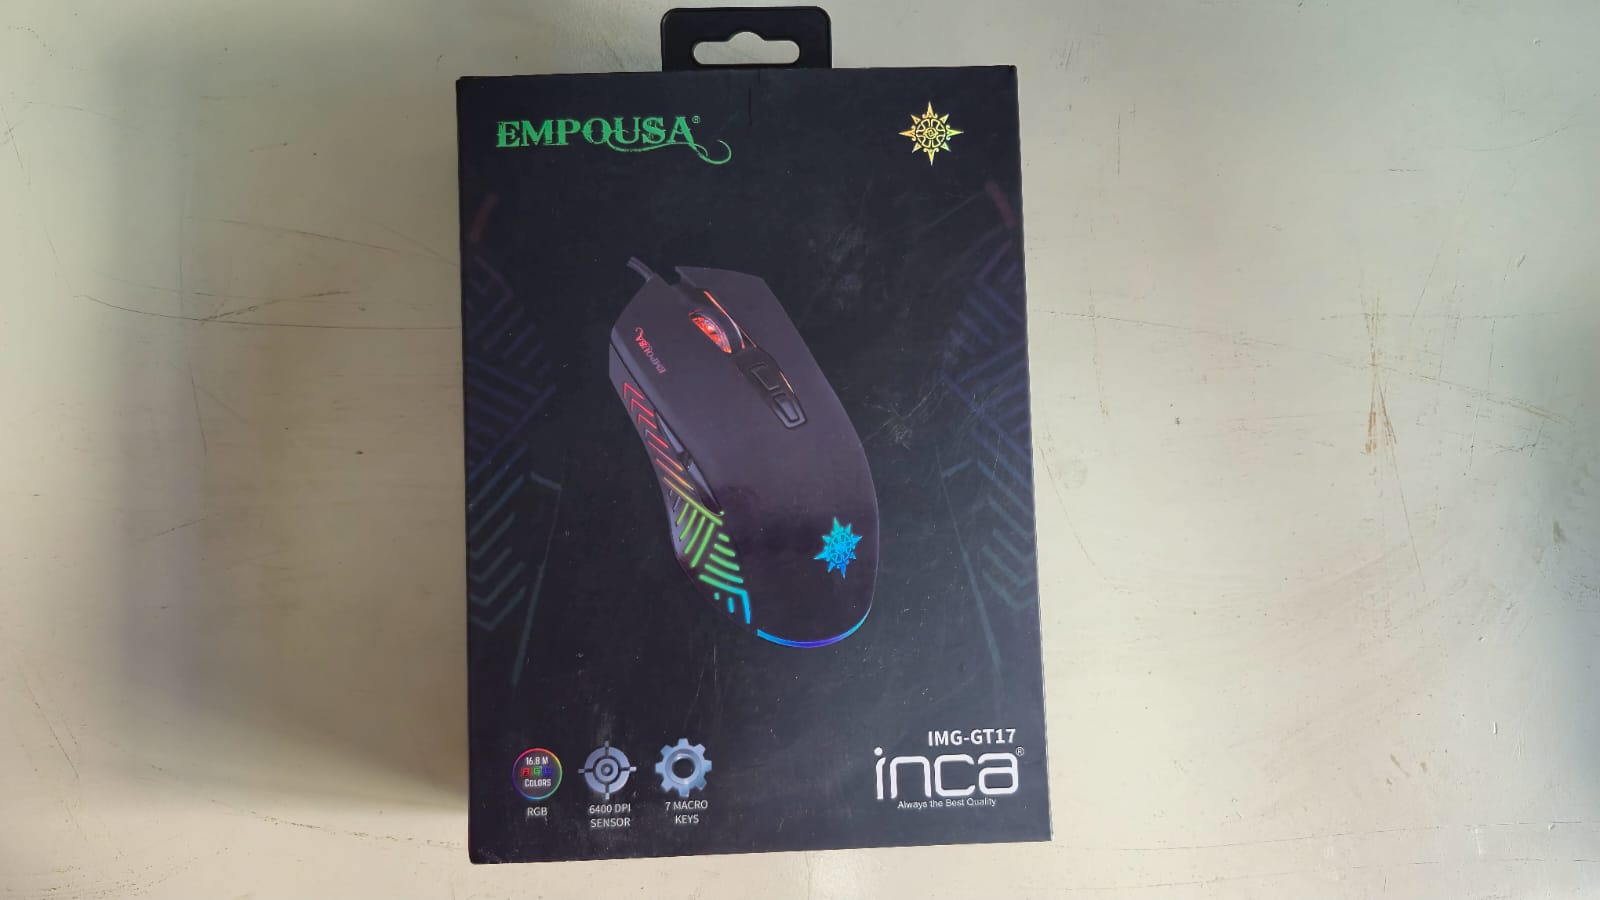 EMPOUSA®
EMPOUSA
16.8 M
RGB
COLORS
RGB
6400 DPI
SENSOR
7 MACRO
KEYS
IMG-GT17
inca®
Always the Best Quality